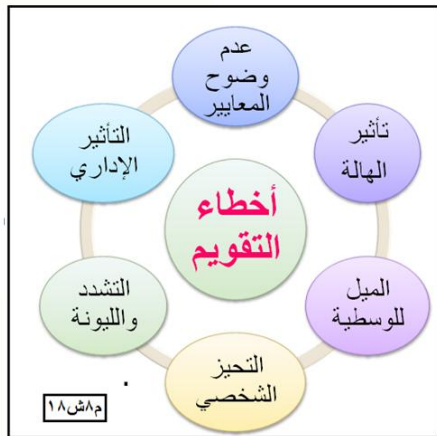 عدم
وضوح
المعايير
تأثير
الهالة
الميل
للوسطية
التحيز
الشخصي
التشدد
والليونة
التأثير
الإداري
أخطاء
التقويم
م٨ش١٨